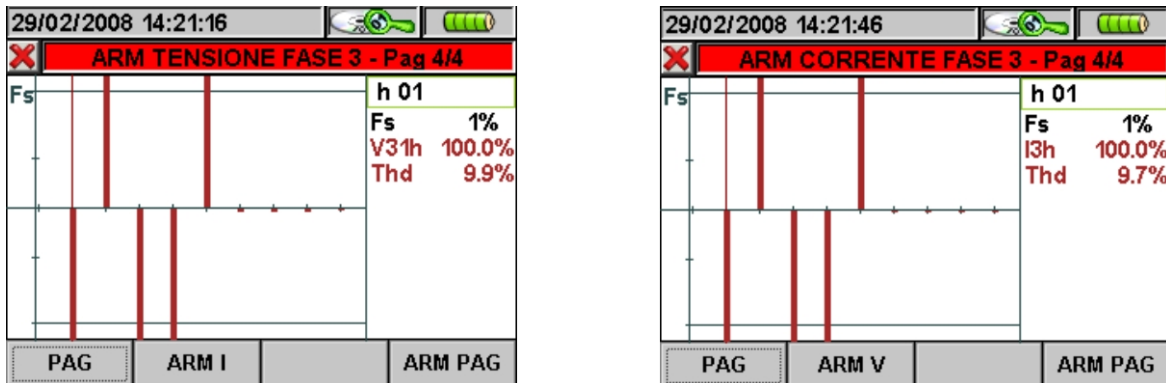 29/02/2008 14:21:16
ARM TENSIONE FASE 3 - Pag 4/4
Fs
h 01
Fs 1%
V31h 100.0%
Thd 9.9%
PAG ARM I ARM PAG
29/02/2008 14:21:46
ARM CORRENTE FASE 3 - Pag 4/4
Fs
h 01
Fs 1%
I3h 100.0%
Thd 9.7%
PAG ARM V ARM PAG